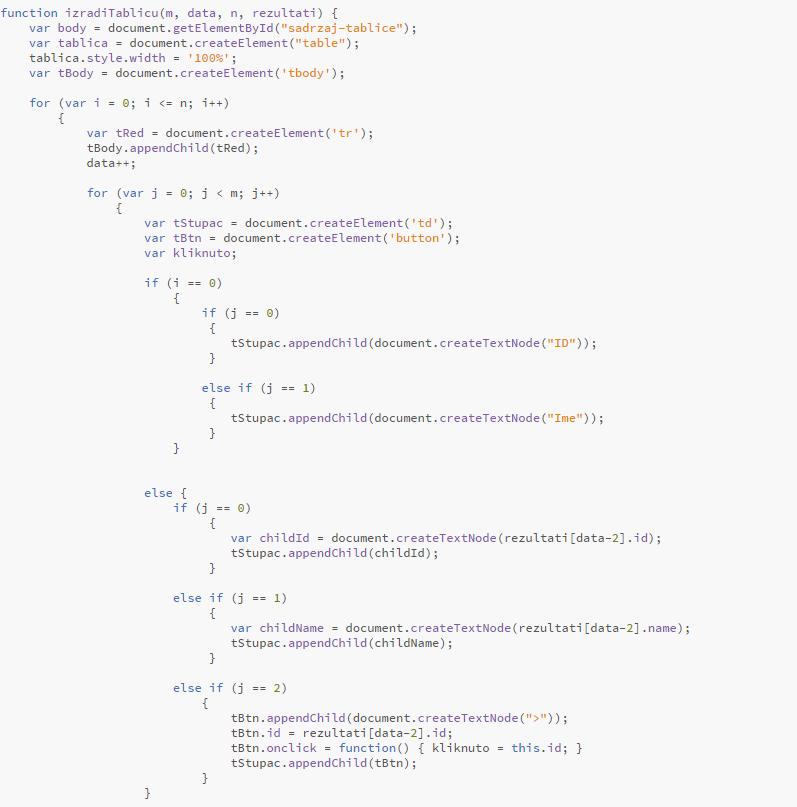 function izradiTablicu(m, data, n, rezultati) {
    var body = document.getElementById("sadrzaj-tablice");
    var tablica = document.createElement("table");
    tablica.style.width = '100%';
    var tBody = document.createElement('tbody');

    for (var i = 0; i <= n; i++)
        {
            var tRed = document.createElement('tr');
            tBody.appendChild(tRed);
            data++;

            for (var j = 0; j < m; j++)
                {
                    var tStupac = document.createElement('td');
                    var tBtn = document.createElement('button');
                    var kliknuto;

                    if (i == 0)
                        {
                            if (j == 0)
                             {
                                tStupac.appendChild(document.createTextNode("ID"));
                             }

                            else if (j == 1)
                             {
                                tStupac.appendChild(document.createTextNode("Ime"));
                             }
                        }


                    else {
                        if (j == 0)
                             {
                                var childId = document.createTextNode(rezultati[data-2].id);
                                tStupac.appendChild(childId);
                             }

                        else if (j == 1)
                             {
                                var childName = document.createTextNode(rezultati[data-2].name);
                                tStupac.appendChild(childName);
                             }

                        else if (j == 2)
                            {
                                tBtn.appendChild(document.createTextNode(">"));
                                tBtn.id = rezultati[data-2].id;
                                tBtn.onclick = function() { kliknuto = this.id; }
                                tStupac.appendChild(tBtn);
                            }
                    }